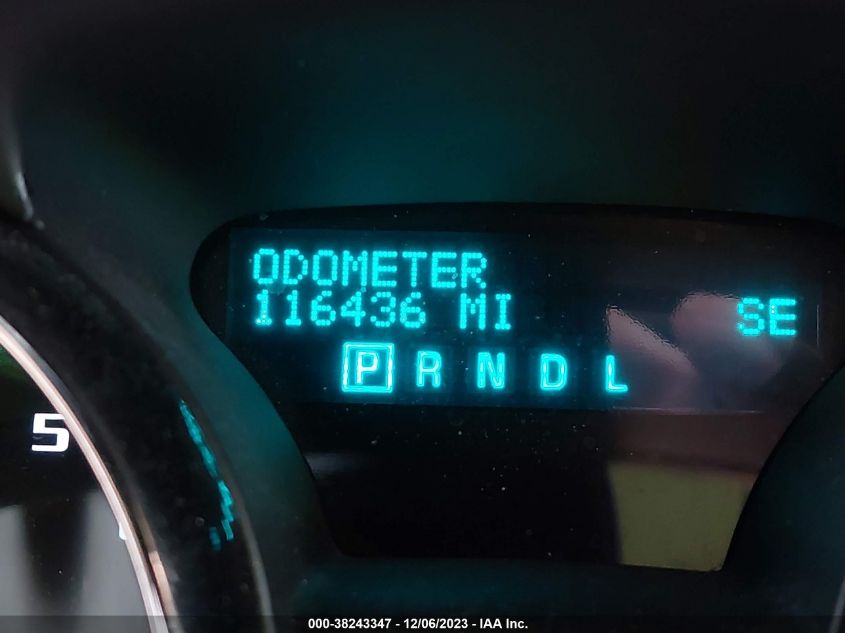 ODOMETER
116436 MI SE
P R N D L
5
000-38243347 - 12/06/2023 - IAA Inc.